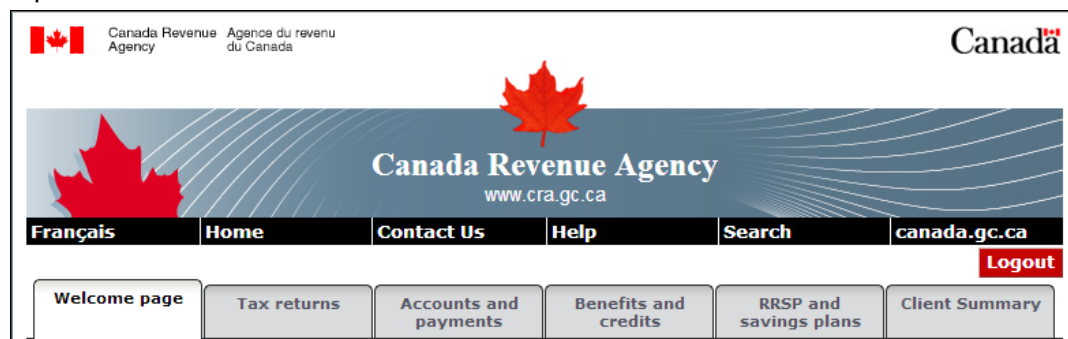 Canada Revenue Agency
Agence du revenu du Canada
Canada
Canada Revenue Agency
www.cra.gc.ca
Français Home Contact Us Help Search canada.gc.ca
Logout
Welcome page Tax returns Accounts and payments Benefits and credits RRSP and savings plans Client Summary